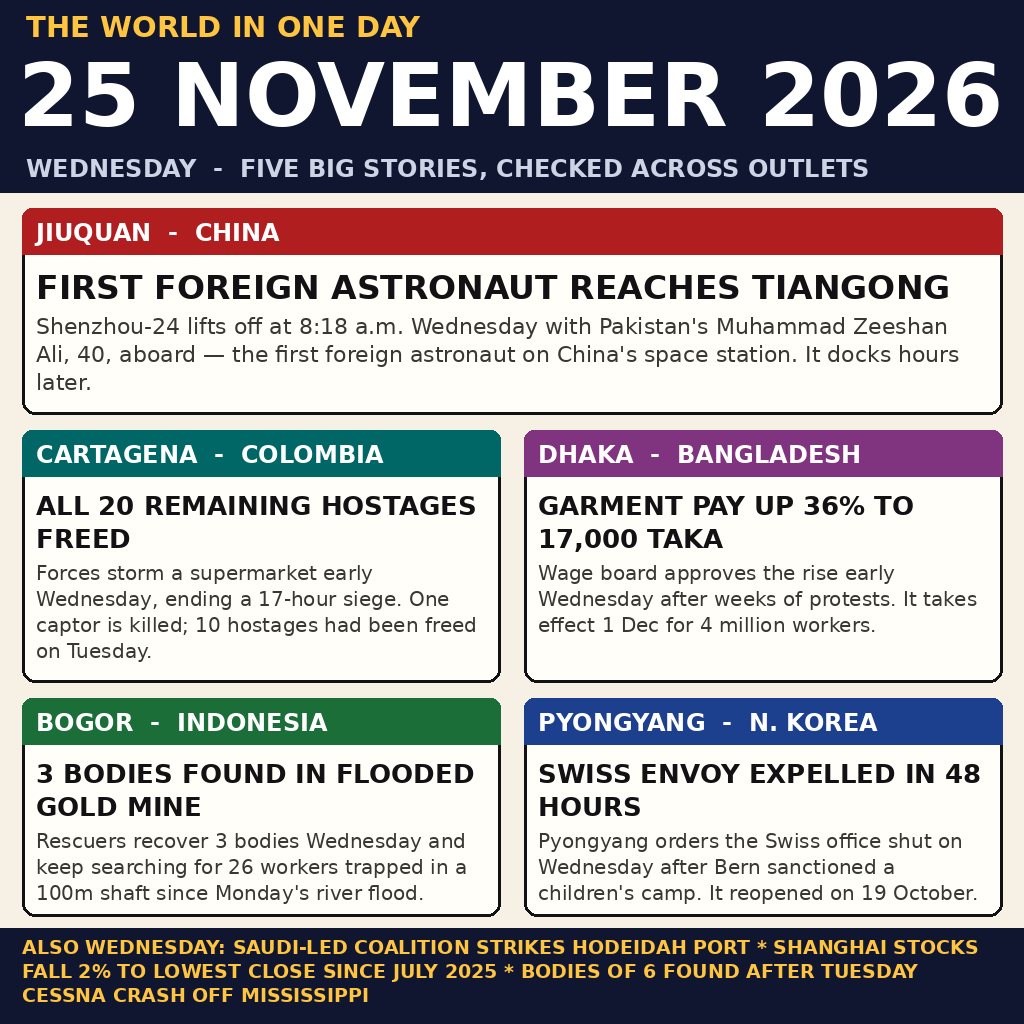 THE WORLD IN ONE DAY
25 NOVEMBER 2026
WEDNESDAY - FIVE BIG STORIES, CHECKED ACROSS OUTLETS
JIUQUAN - CHINA
FIRST FOREIGN ASTRONAUT REACHES TIANGONG
Shenzhou-24 lifts off at 8:18 a.m. Wednesday with Pakistan's Muhammad Zeeshan
Ali, 40, aboard — the first foreign astronaut on China's space station. It docks hours
later.
CARTAGENA - COLOMBIA
ALL 20 REMAINING HOSTAGES
FREED
Forces storm a supermarket early
Wednesday, ending a 17-hour siege. One
captor is killed; 10 hostages had been freed
on Tuesday.
DHAKA - BANGLADESH
GARMENT PAY UP 36% TO
17,000 TAKA
Wage board approves the rise early
Wednesday after weeks of protests. It takes
effect 1 Dec for 4 million workers.
BOGOR - INDONESIA
3 BODIES FOUND IN FLOODED
GOLD MINE
Rescuers recover 3 bodies Wednesday and
keep searching for 26 workers trapped in a
100m shaft since Monday's river flood.
PYONGYANG - N. KOREA
SWISS ENVOY EXPELLED IN 48
HOURS
Pyongyang orders the Swiss office shut on
Wednesday after Bern sanctioned a
children's camp. It reopened on 19 October.
ALSO WEDNESDAY: SAUDI-LED COALITION STRIKES HODEIDAH PORT * SHANGHAI STOCKS
FALL 2% TO LOWEST CLOSE SINCE JULY 2025 * BODIES OF 6 FOUND AFTER TUESDAY
CESSNA CRASH OFF MISSISSIPPI